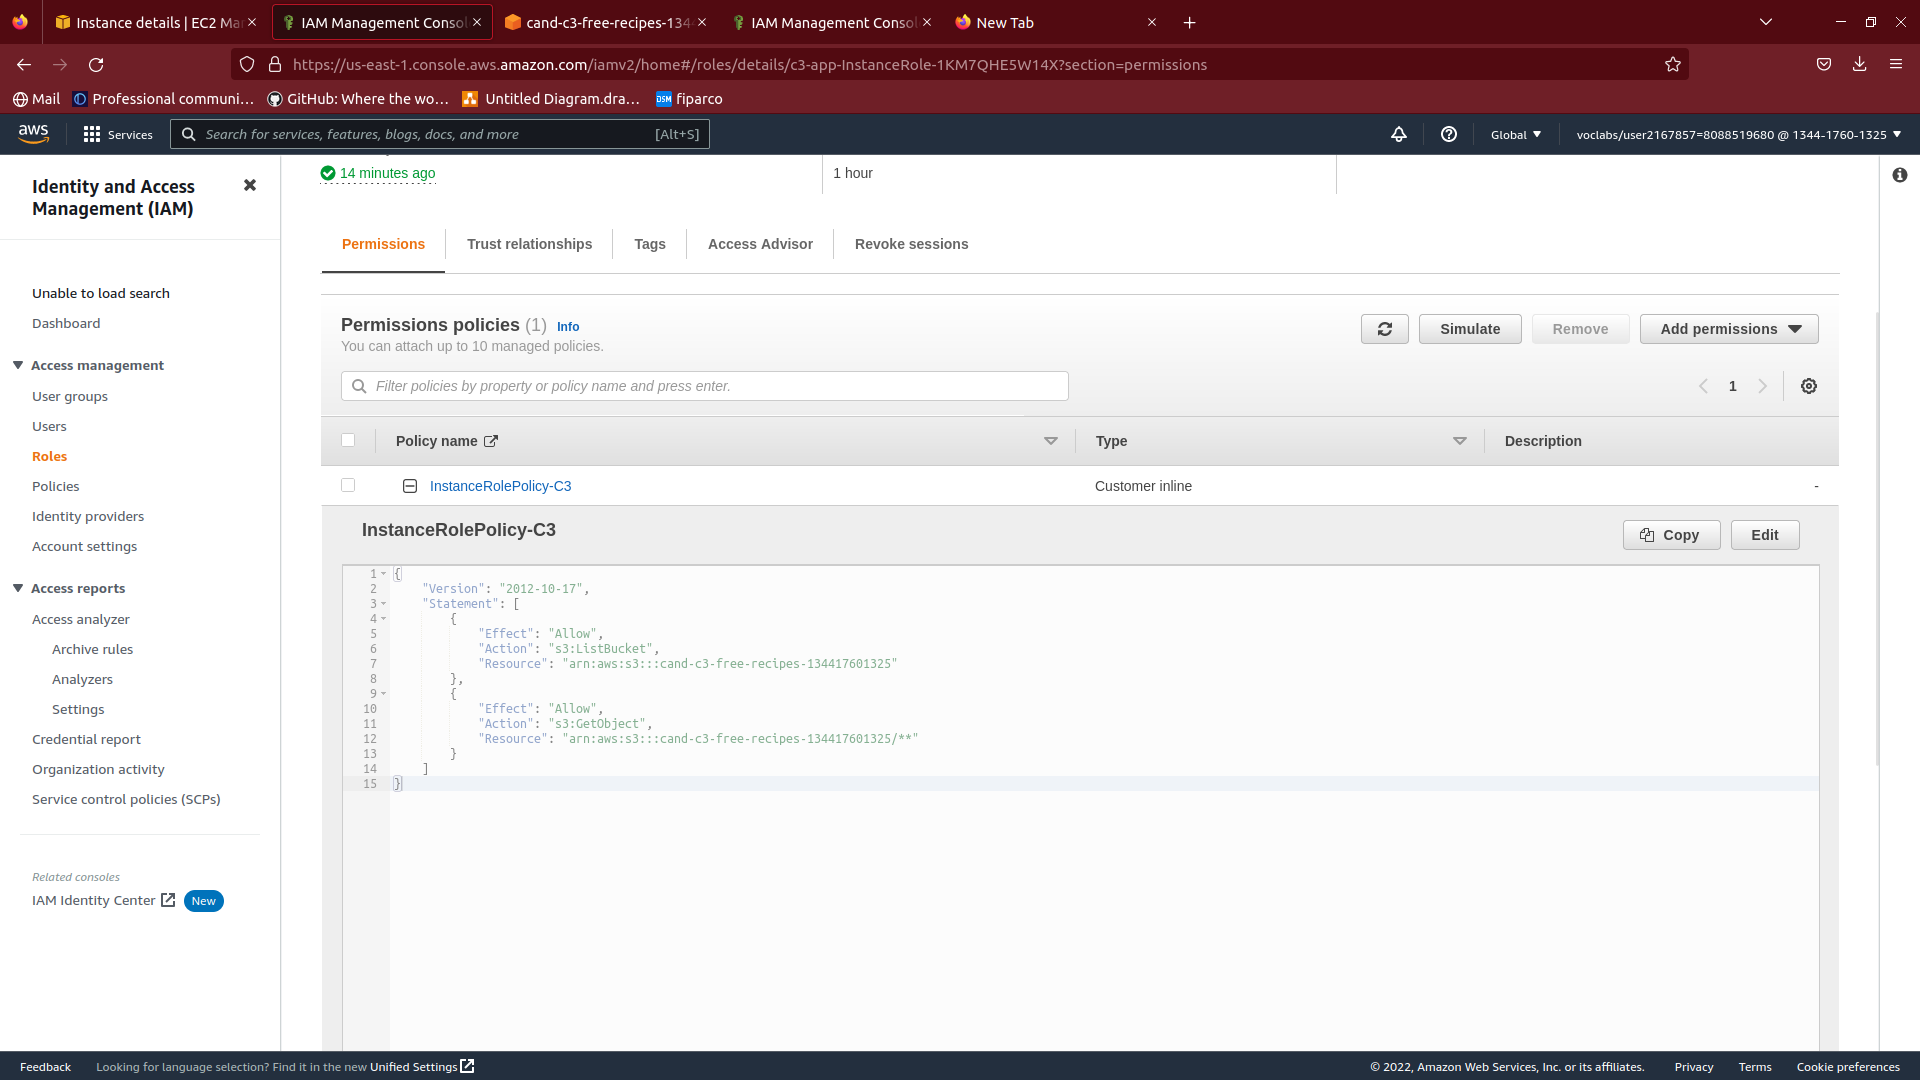 Instance details | EC2 Ma
IAM Management Consol
cand-c3-free-recipes-134
IAM Management Consol
New Tab
https://us-east-1.console.aws.amazon.com/iamv2/home#/roles/details/c3-app-InstanceRole-1KM7QHE5W14X?section=permissions
Mail
Professional communi…
GitHub: Where the wo…
Untitled Diagram.dra…
DSM
fiparco
aws
Services
Search for services, features, blogs, docs, and more
[Alt+S]
Global
voclabs/user2167857=8088519680 @ 1344-1760-1325
Identity and Access
Management (IAM)
Unable to load search
Dashboard
Access management
User groups
Users
Roles
Policies
Identity providers
Account settings
Access reports
Access analyzer
Archive rules
Analyzers
Settings
Credential report
Organization activity
Service control policies (SCPs)
Related consoles
IAM Identity Center
New
14 minutes ago
1 hour
Permissions
Trust relationships
Tags
Access Advisor
Revoke sessions
Permissions policies (1) Info
You can attach up to 10 managed policies.
Simulate
Remove
Add permissions
Filter policies by property or policy name and press enter.
1
Policy name
Type
Description
InstanceRolePolicy-C3
Customer inline
-
InstanceRolePolicy-C3
Copy
Edit
1 {
2 "Version": "2012-10-17",
3 "Statement": [
4 {
5 "Effect": "Allow",
6 "Action": "s3:ListBucket",
7 "Resource": "arn:aws:s3:::cand-c3-free-recipes-134417601325"
8 },
9 {
10 "Effect": "Allow",
11 "Action": "s3:GetObject",
12 "Resource": "arn:aws:s3:::cand-c3-free-recipes-134417601325/**"
13 }
14 ]
15 }
Feedback
Looking for language selection? Find it in the new Unified Settings
© 2022, Amazon Web Services, Inc. or its affiliates.
Privacy
Terms
Cookie preferences